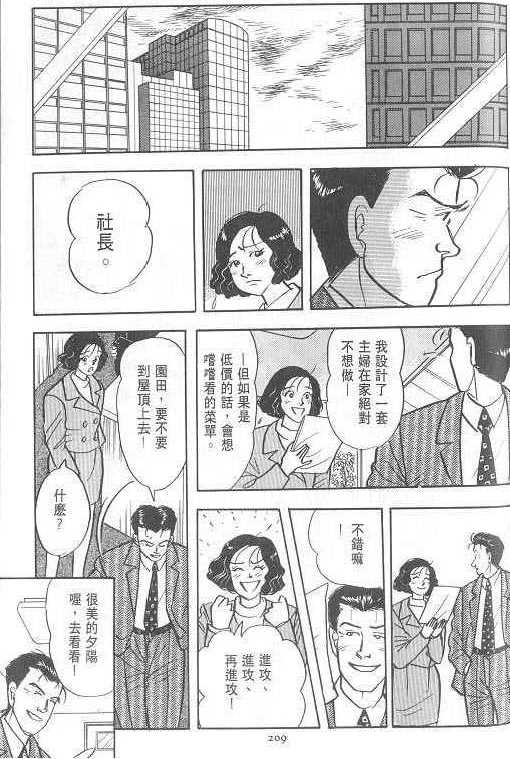 社長。
我設計了一套
主婦在家絕對
不想做—
—但如果是
低價的話，會想
嚐嚐看的菜單。
園田，要不要
到屋頂上去！
什麼？
不錯嘛
！
進攻、
進攻、
再進攻！
很美的夕陽
喔，去看看！
209